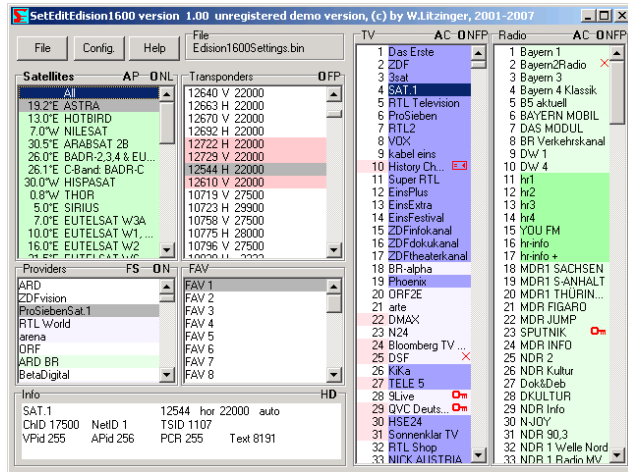 SetEditEdision1600 version 1.00 unregistered demo version, (c) by W.Litzinger, 2001-2007
File Config. Help
File
Edision1600Settings.bin
Satellites AP ONL
All
19.2°E ASTRA
13.0°E HOTBIRD
7.0°W NILESAT
30.5°E ARABSAT 2B
26.0°E BADR-2,3,4 & EU...
26.1°E C-Band: BADR-C
30.0°W HISPASAT
0.8°W THOR
5.0°E SIRIUS
7.0°E EUTELSAT W3A
10.0°E EUTELSAT W1, ...
16.0°E EUTELSAT W2
Transponders OFP
12640 V 22000
12663 H 22000
12670 V 22000
12692 H 22000
12722 H 22000
12729 V 22000
12544 H 22000
12610 V 22000
10719 V 27500
10723 H 29900
10758 V 27500
10775 H 28000
10796 V 27500
Providers FS ON
ARD
ZDFvision
ProSiebenSat.1
RTL World
arena
ORF
ARD BR
BetaDigital
FAV
FAV 1
FAV 2
FAV 3
FAV 4
FAV 5
FAV 6
FAV 7
FAV 8
Info HD
SAT.1 12544 hor 22000 auto
ChID 17500 NetID 1 TSID 1107
VPid 255 APid 256 PCR 255 Text 8191
TV AC ONFP
1 Das Erste
2 ZDF
3 3sat
4 SAT.1
5 RTL Television
6 ProSieben
7 RTL2
8 VOX
9 kabel eins
10 History Ch...
11 Super RTL
12 EinsPlus
13 EinsExtra
14 EinsFestival
15 ZDFinfokanal
16 ZDFdokukanal
17 ZDFtheaterkanal
18 BR-alpha
19 Phoenix
20 ORF2E
21 arte
22 DMAX
23 N24
24 Bloomberg TV ...
25 DSF
26 KiKa
27 TELE 5
28 9Live
29 QVC Deuts...
30 HSE24
31 Sonnenklar TV
32 RTL Shop
33 NICK AUSTRIA
Radio AC ONFP
1 Bayern 1
2 Bayern2Radio
3 Bayern 3
4 Bayern 4 Klassik
5 B5 aktuell
6 BAYERN MOBIL
7 DAS MODUL
8 BR Verkehrskanal
9 DW 1
10 DW 4
11 hr1
12 hr2
13 hr3
14 hr4
15 YOU FM
16 hr-info
17 hr-info +
18 MDR1 SACHSEN
19 MDR1 S-ANHALT
20 MDR1 THÜRIN...
21 MDR FIGARO
22 MDR JUMP
23 SPUTNIK
24 MDR INFO
25 NDR 2
26 NDR Kultur
27 Dok&Deb
28 DKULTUR
29 NDR Info
30 N-JOY
31 NDR 90,3
32 NDR 1 Welle Nord
33 NDR 1 Radio MV